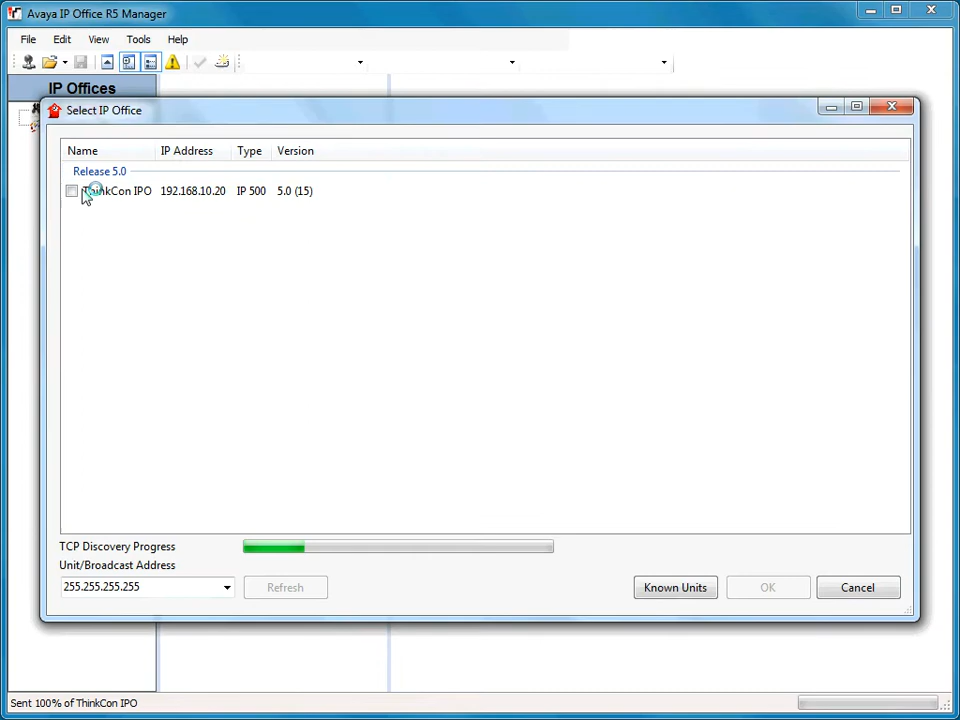 Avaya IP Office R5 Manager
File Edit View Tools Help
IP Offices
Select IP Office
Name IP Address Type Version
Release 5.0
ThinkCon IPO 192.168.10.20 IP 500 5.0 (15)
TCP Discovery Progress
Unit/Broadcast Address
255.255.255.255 Refresh Known Units OK Cancel
Sent 100% of ThinkCon IPO